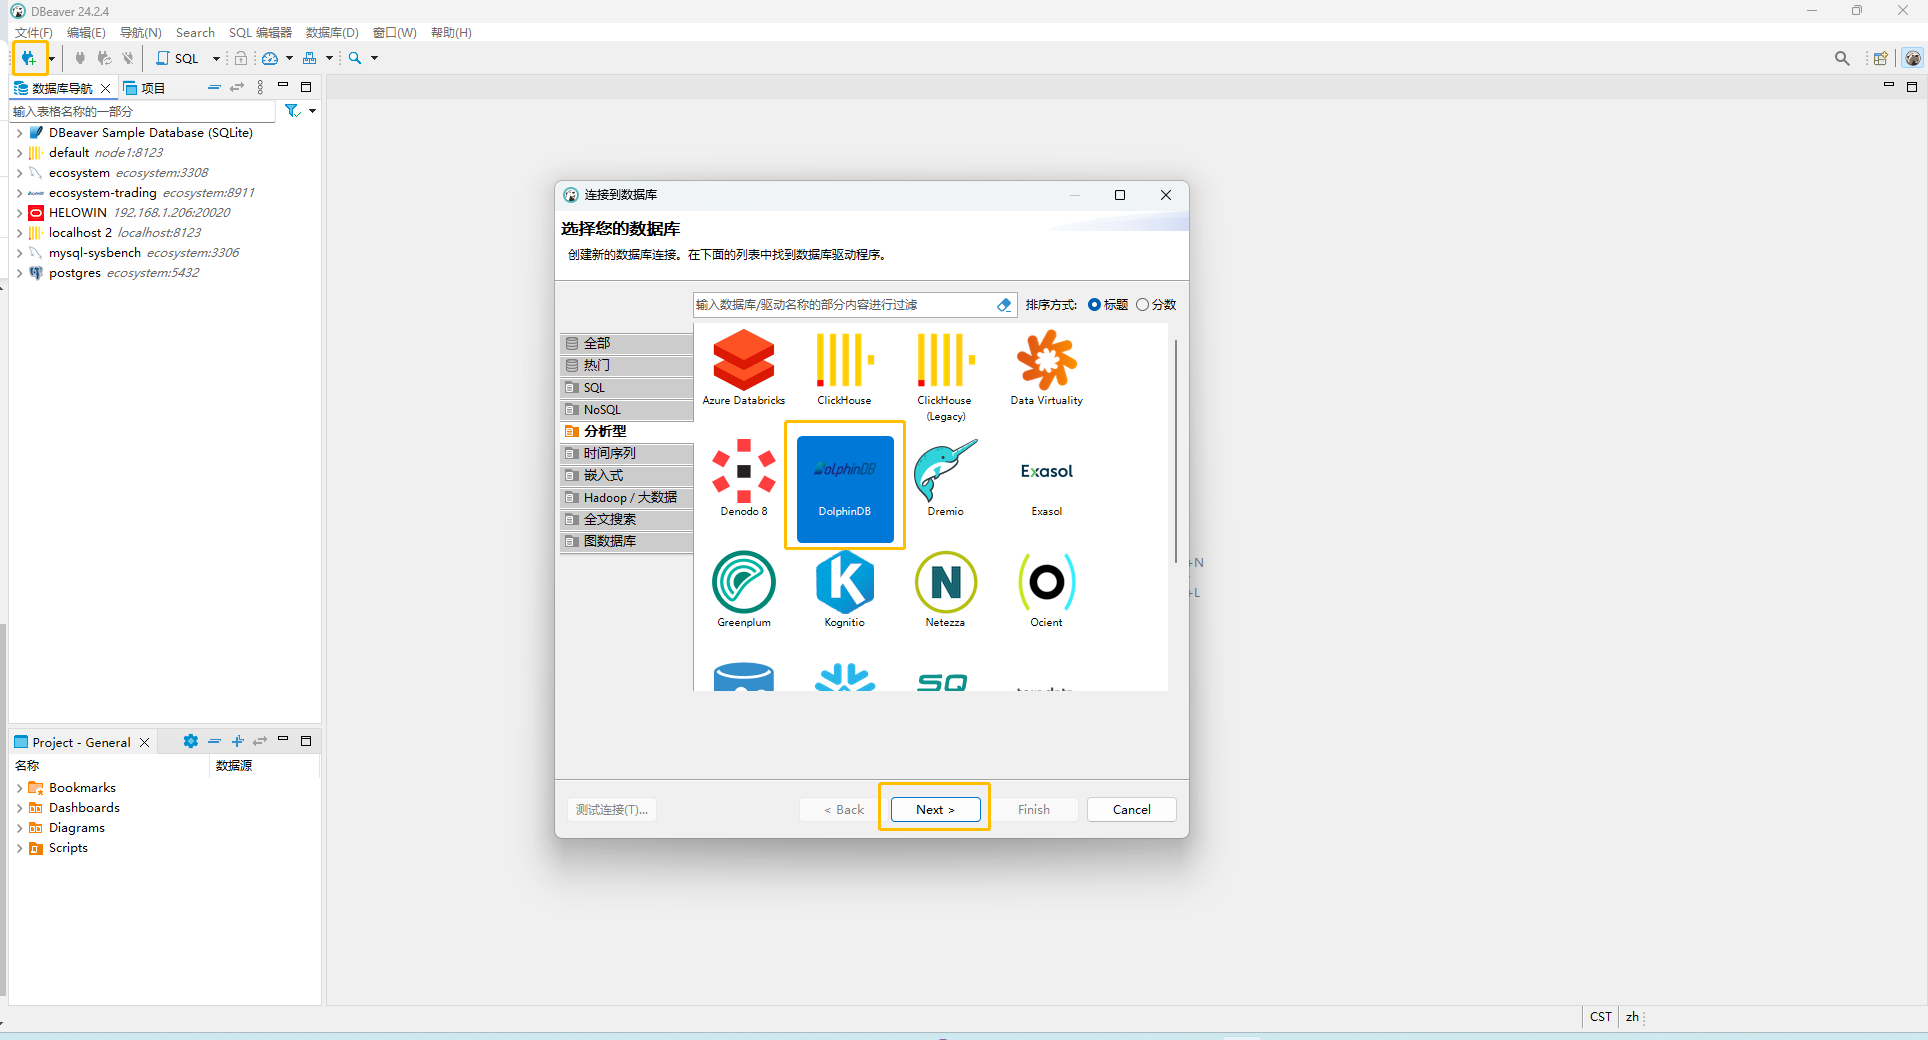 DBeaver 24.2.4
文件(F) 编辑(E) 导航(N) Search SQL 编辑器 数据库(D) 窗口(W) 帮助(H)
SQL
数据库导航 项目
输入表格名称的一部分
DBeaver Sample Database (SQLite)
default node1:8123
ecosystem ecosystem:3308
ecosystem-trading ecosystem:8911
HELOWIN 192.168.1.206:20020
localhost 2 localhost:8123
mysql-sysbench ecosystem:3306
postgres ecosystem:5432
连接到数据库
选择您的数据库
创建新的数据库连接。在下面的列表中找到数据库驱动程序。
输入数据库/驱动名称的部分内容进行过滤 排序方式: 标题 分数
全部
热门
SQL
NoSQL
分析型
时间序列
嵌入式
Hadoop / 大数据
全文搜索
图数据库
Azure Databricks ClickHouse ClickHouse (Legacy) Data Virtuality
DolphinDB
Exasol
Denodo 8 DolphinDB Dremio Exasol
Greenplum Kognitio Netezza Ocient
SQ
+N
+L
测试连接(T)... < Back Next > Finish Cancel
Project - General
名称 数据源
Bookmarks
Dashboards
Diagrams
Scripts
CST zh